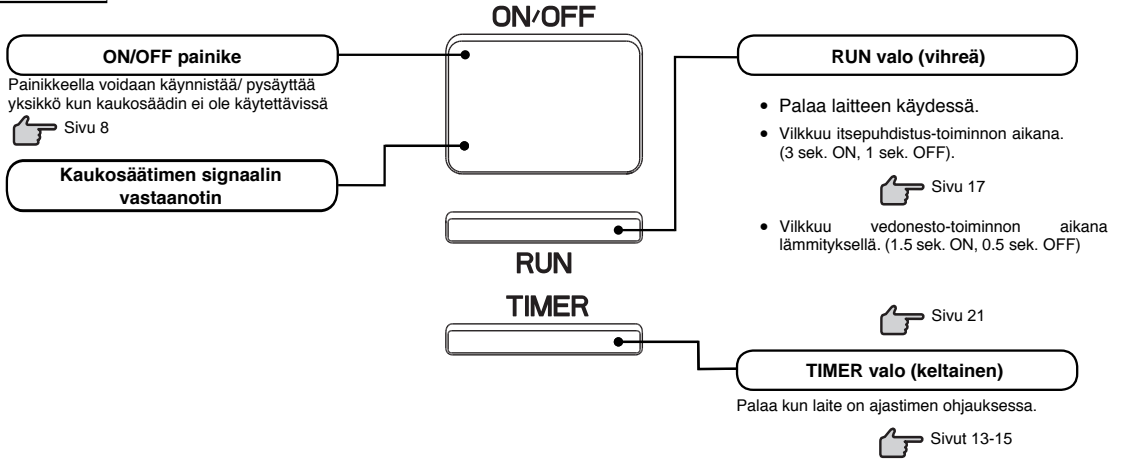 ON/OFF
ON/OFF painike
Painikkeella voidaan käynnistää/ pysäyttää
yksikkö kun kaukosäädin ei ole käytettävissä
Sivu 8
Kaukosäätimen signaalin
vastaanotin
RUN
TIMER
RUN valo (vihreä)
• Palaa laitteen käydessä.
• Vilkkuu itsepuhdistus-toiminnon aikana.
(3 sek. ON, 1 sek. OFF).
Sivu 17
• Vilkkuu vedonesto-toiminnon aikana
lämmityksellä. (1.5 sek. ON, 0.5 sek. OFF)
Sivu 21
TIMER valo (keltainen)
Palaa kun laite on ajastimen ohjauksessa.
Sivut 13-15